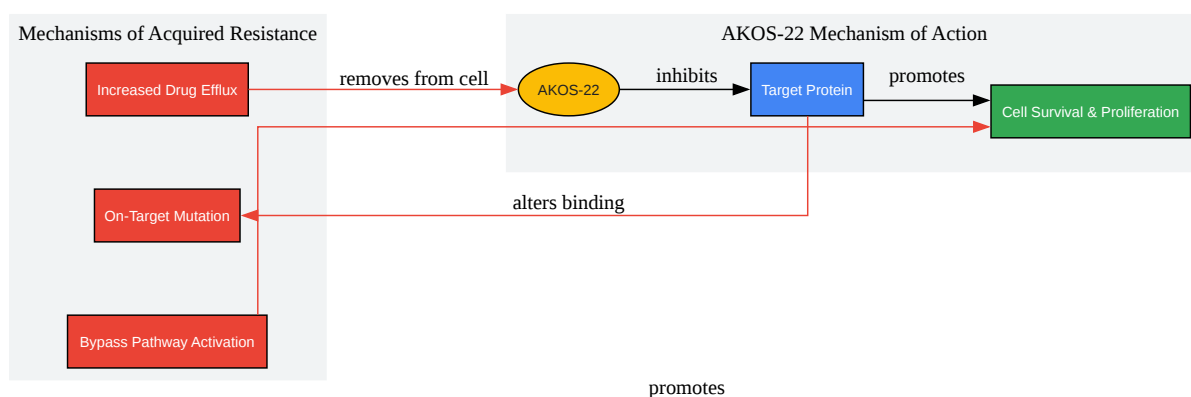 Mechanisms of Acquired Resistance
AKOS-22 Mechanism of Action
Increased Drug Efflux
removes from cell
AKOS-22
inhibits
Target Protein
promotes
Cell Survival & Proliferation
On-Target Mutation
alters binding
Bypass Pathway Activation
promotes